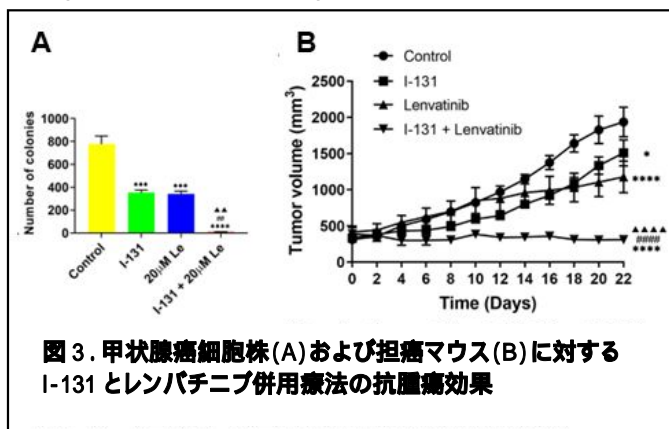 A
B
Control
I-131
Lenvatinib
I-131 + Lenvatinib
Number of colonies
1000
800
600
400
200
0
***
***
▲▲
##
****
Control
I-131
20μM Le
I-131 + 20μM Le
Tumor volume (mm³)
2500
2000
1500
1000
500
0
*
****
▲▲▲▲
####
****
0 2 4 6 8 10 12 14 16 18 20 22
Time (Days)
図3.甲状腺癌細胞株(A)および担癌マウス(B)に対する
I-131とレンバチニブ併用療法の抗腫瘍効果